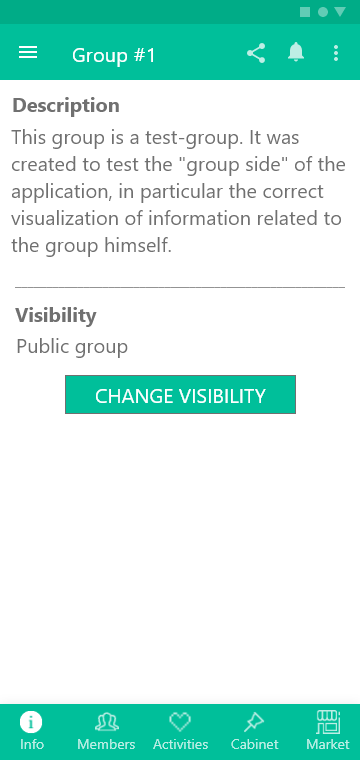 Group #1
Description
This group is a test-group. It was
created to test the "group side" of the
application, in particular the correct
visualization of information related to
the group himself.
Visibility
Public group
CHANGE VISIBILITY
Info Members Activities Cabinet Market